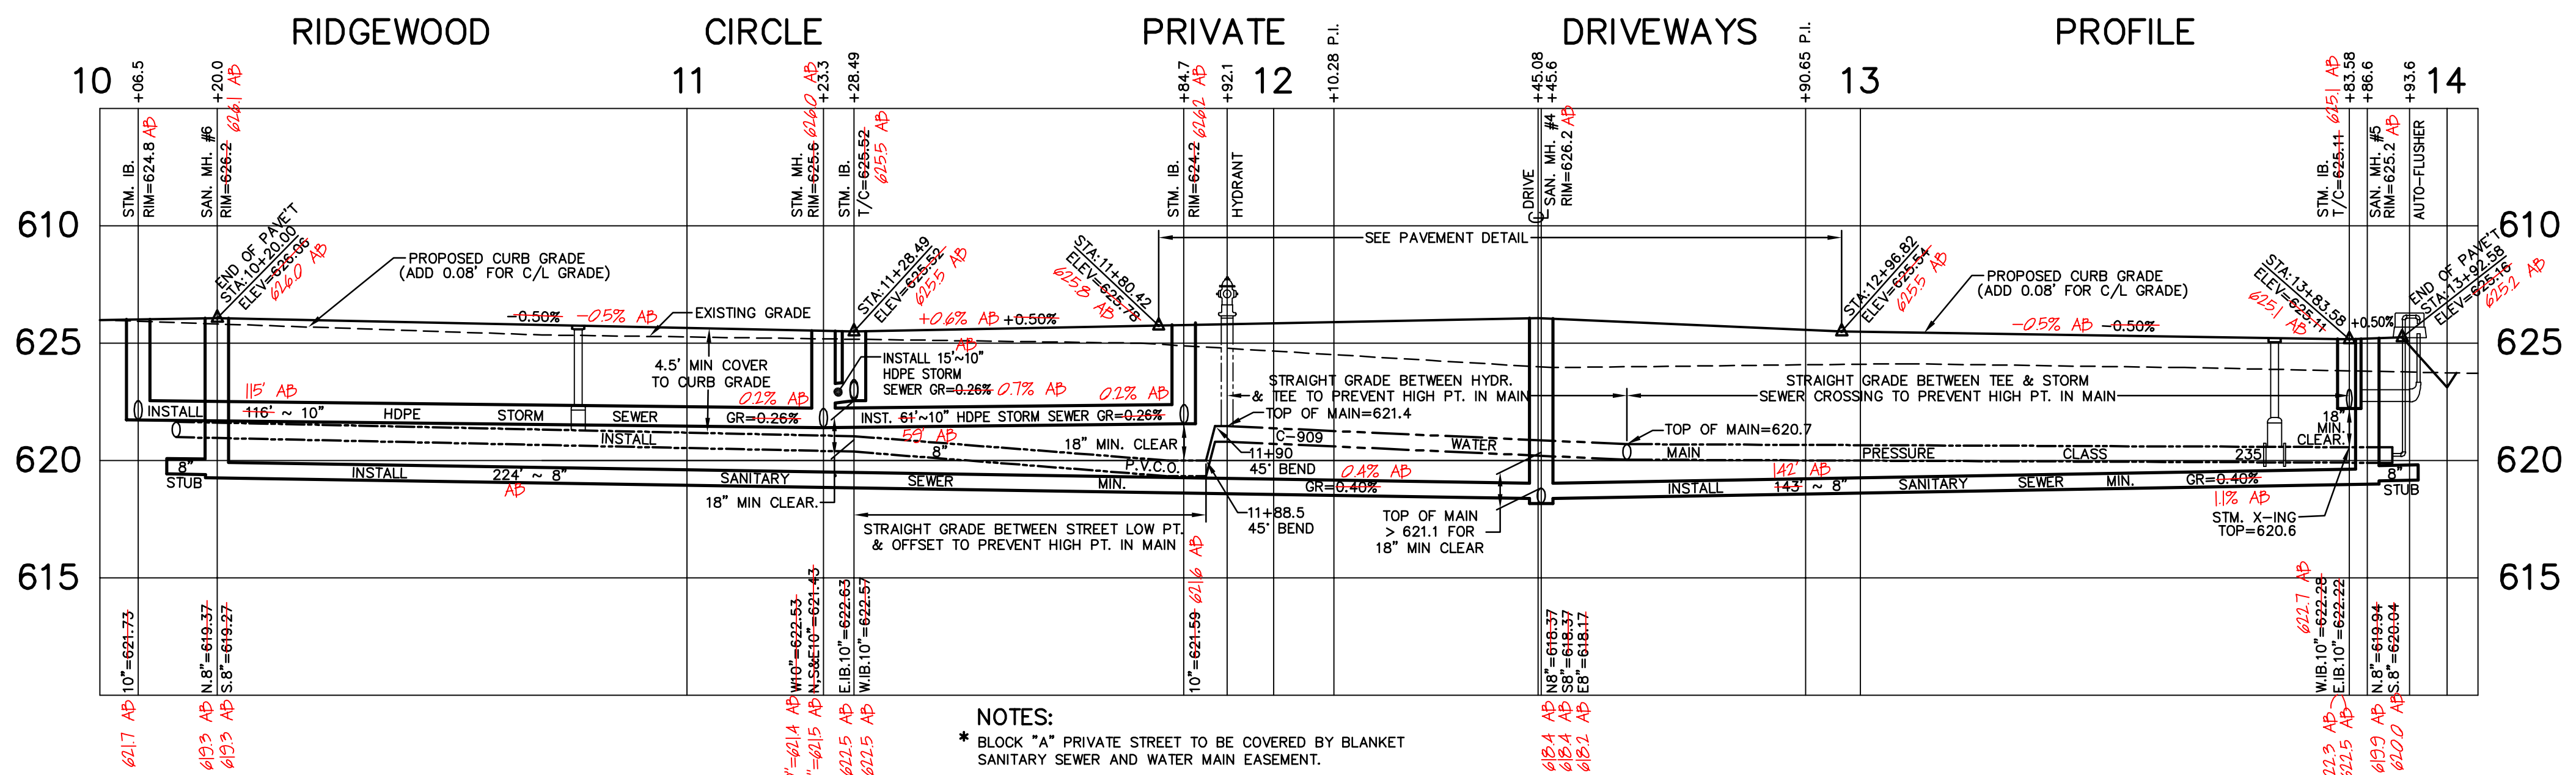 RIDGEWOOD CIRCLE PRIVATE DRIVEWAYS PROFILE
10 11 12 13 14
+06.5
+20.0
626.1 AB
+23.3
626.0 AB
+28.49
+84.7
626.2 AB
+92.1
+10.28 P.I.
+45.08
+45.6
+90.65 P.I.
+83.58
625.1 AB
+86.6
+93.6
STM. IB.
RIM=624.8 AB
SAN. MH. #6
RIM=626.2
STM. MH.
RIM=625.6
STM. IB.
T/C=625.52
625.5 AB
STM. IB.
RIM=624.2
HYDRANT
℄ DRIVE
SAN. MH. #4
RIM=626.2 AB
STM. IB.
T/C=625.11
SAN. MH. #5
RIM=625.2 AB
AUTO-FLUSHER
610 610
625 625
620 620
615 615
END OF PAVE'T
STA:10+20.00
ELEV=626.06
626.0 AB
PROPOSED CURB GRADE
(ADD 0.08' FOR C/L GRADE)
-0.50% -0.5% AB
EXISTING GRADE
STA:11+28.49
ELEV=625.52
625.5 AB
+0.6% AB +0.50%
STA:11+80.42
ELEV=625.78
625.8 AB
SEE PAVEMENT DETAIL
STA:12+96.82
ELEV=625.54
625.5 AB
PROPOSED CURB GRADE
(ADD 0.08' FOR C/L GRADE)
-0.5% AB -0.50%
STA:13+83.58
ELEV=625.11
625.1 AB
+0.50%
END OF PAVE'T
STA:13+92.58
ELEV=625.16
625.2 AB
4.5' MIN COVER
TO CURB GRADE
AB
INSTALL 15'~10"
HDPE STORM
SEWER GR=0.26% 0.7% AB
115' AB
0.2% AB
0.2% AB
INSTALL 116' ~ 10" HDPE STORM SEWER GR=0.26%
INST. 61'~10" HDPE STORM SEWER GR=0.26%
59' AB
STRAIGHT GRADE BETWEEN HYDR.
& TEE TO PREVENT HIGH PT. IN MAIN
STRAIGHT GRADE BETWEEN TEE & STORM
SEWER CROSSING TO PREVENT HIGH PT. IN MAIN
TOP OF MAIN=621.4
TOP OF MAIN=620.7
18" MIN. CLEAR
18"
MIN.
CLEAR.
INSTALL 8" P.V.C.O. C-909 WATER MAIN PRESSURE CLASS 235
11+90
45° BEND
0.4% AB
142' AB
8"
STUB
INSTALL 224' ~ 8" SANITARY SEWER MIN. GR=0.40%
AB
INSTALL 143' ~ 8" SANITARY SEWER MIN. GR=0.40%
1.1% AB
8"
STUB
18" MIN CLEAR.
11+88.5
45° BEND
STRAIGHT GRADE BETWEEN STREET LOW PT.
& OFFSET TO PREVENT HIGH PT. IN MAIN
TOP OF MAIN
> 621.1 FOR
18" MIN CLEAR
STM. X-ING
TOP=620.6
10"=621.73
621.7 AB
N.8"=619.37
619.3 AB
S.8"=619.27
619.3 AB
W10"=622.53
"=621.4 AB
N,S&E10"=621.43
"=621.5 AB
E.IB.10"=622.63
622.5 AB
W.IB.10"=622.57
622.5 AB
10"=621.59 621.6 AB
N8"=618.37
618.4 AB
S8"=618.37
618.4 AB
E8"=618.17
618.2 AB
W.IB.10"=622.28
622.7 AB
E.IB.10"=622.22
22.3 AB
622.5 AB
N.8"=619.94
619.9 AB
S.8"=620.04
620.0 AB
NOTES:
* BLOCK "A" PRIVATE STREET TO BE COVERED BY BLANKET
SANITARY SEWER AND WATER MAIN EASEMENT.